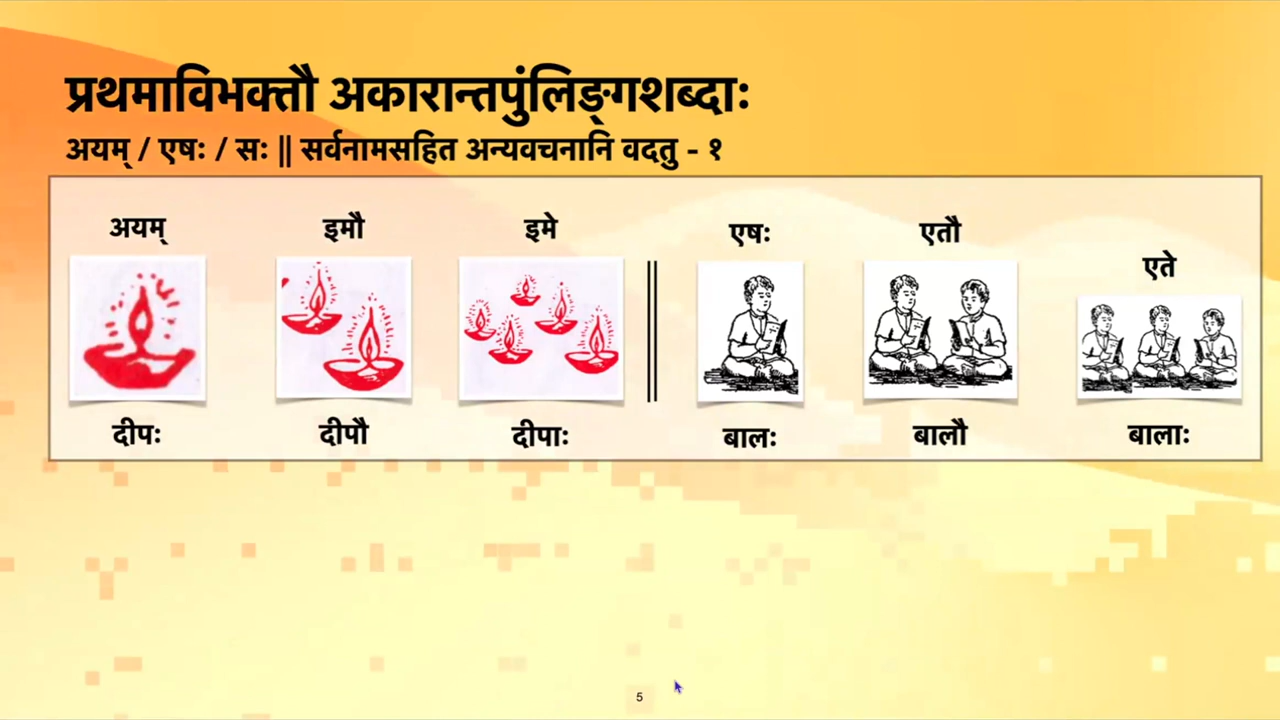 प्रथमाविभक्तौ अकारान्तपुंलिङ्गशब्दाः
अयम् / एषः / सः || सर्वनामसहित अन्यवचनानि वदतु - १
अयम् इमौ इमे एषः एतौ एते
दीपः दीपौ दीपाः बालः बालौ बालाः
5